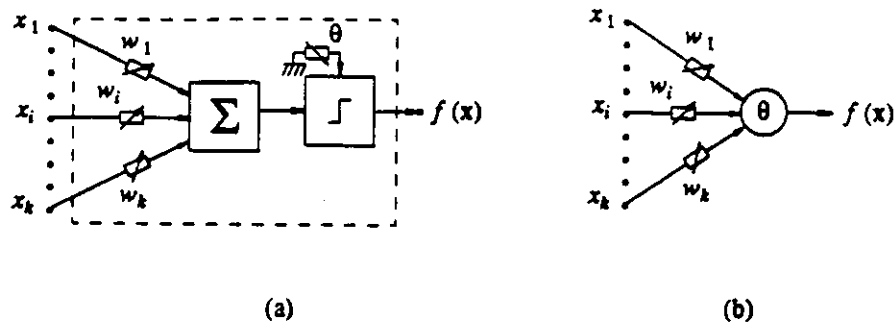 x₁
w₁
θ
wᵢ
xᵢ
Σ
f(x)
xₖ
wₖ
(a)
x₁
w₁
wᵢ
xᵢ
θ
f(x)
xₖ
wₖ
(b)